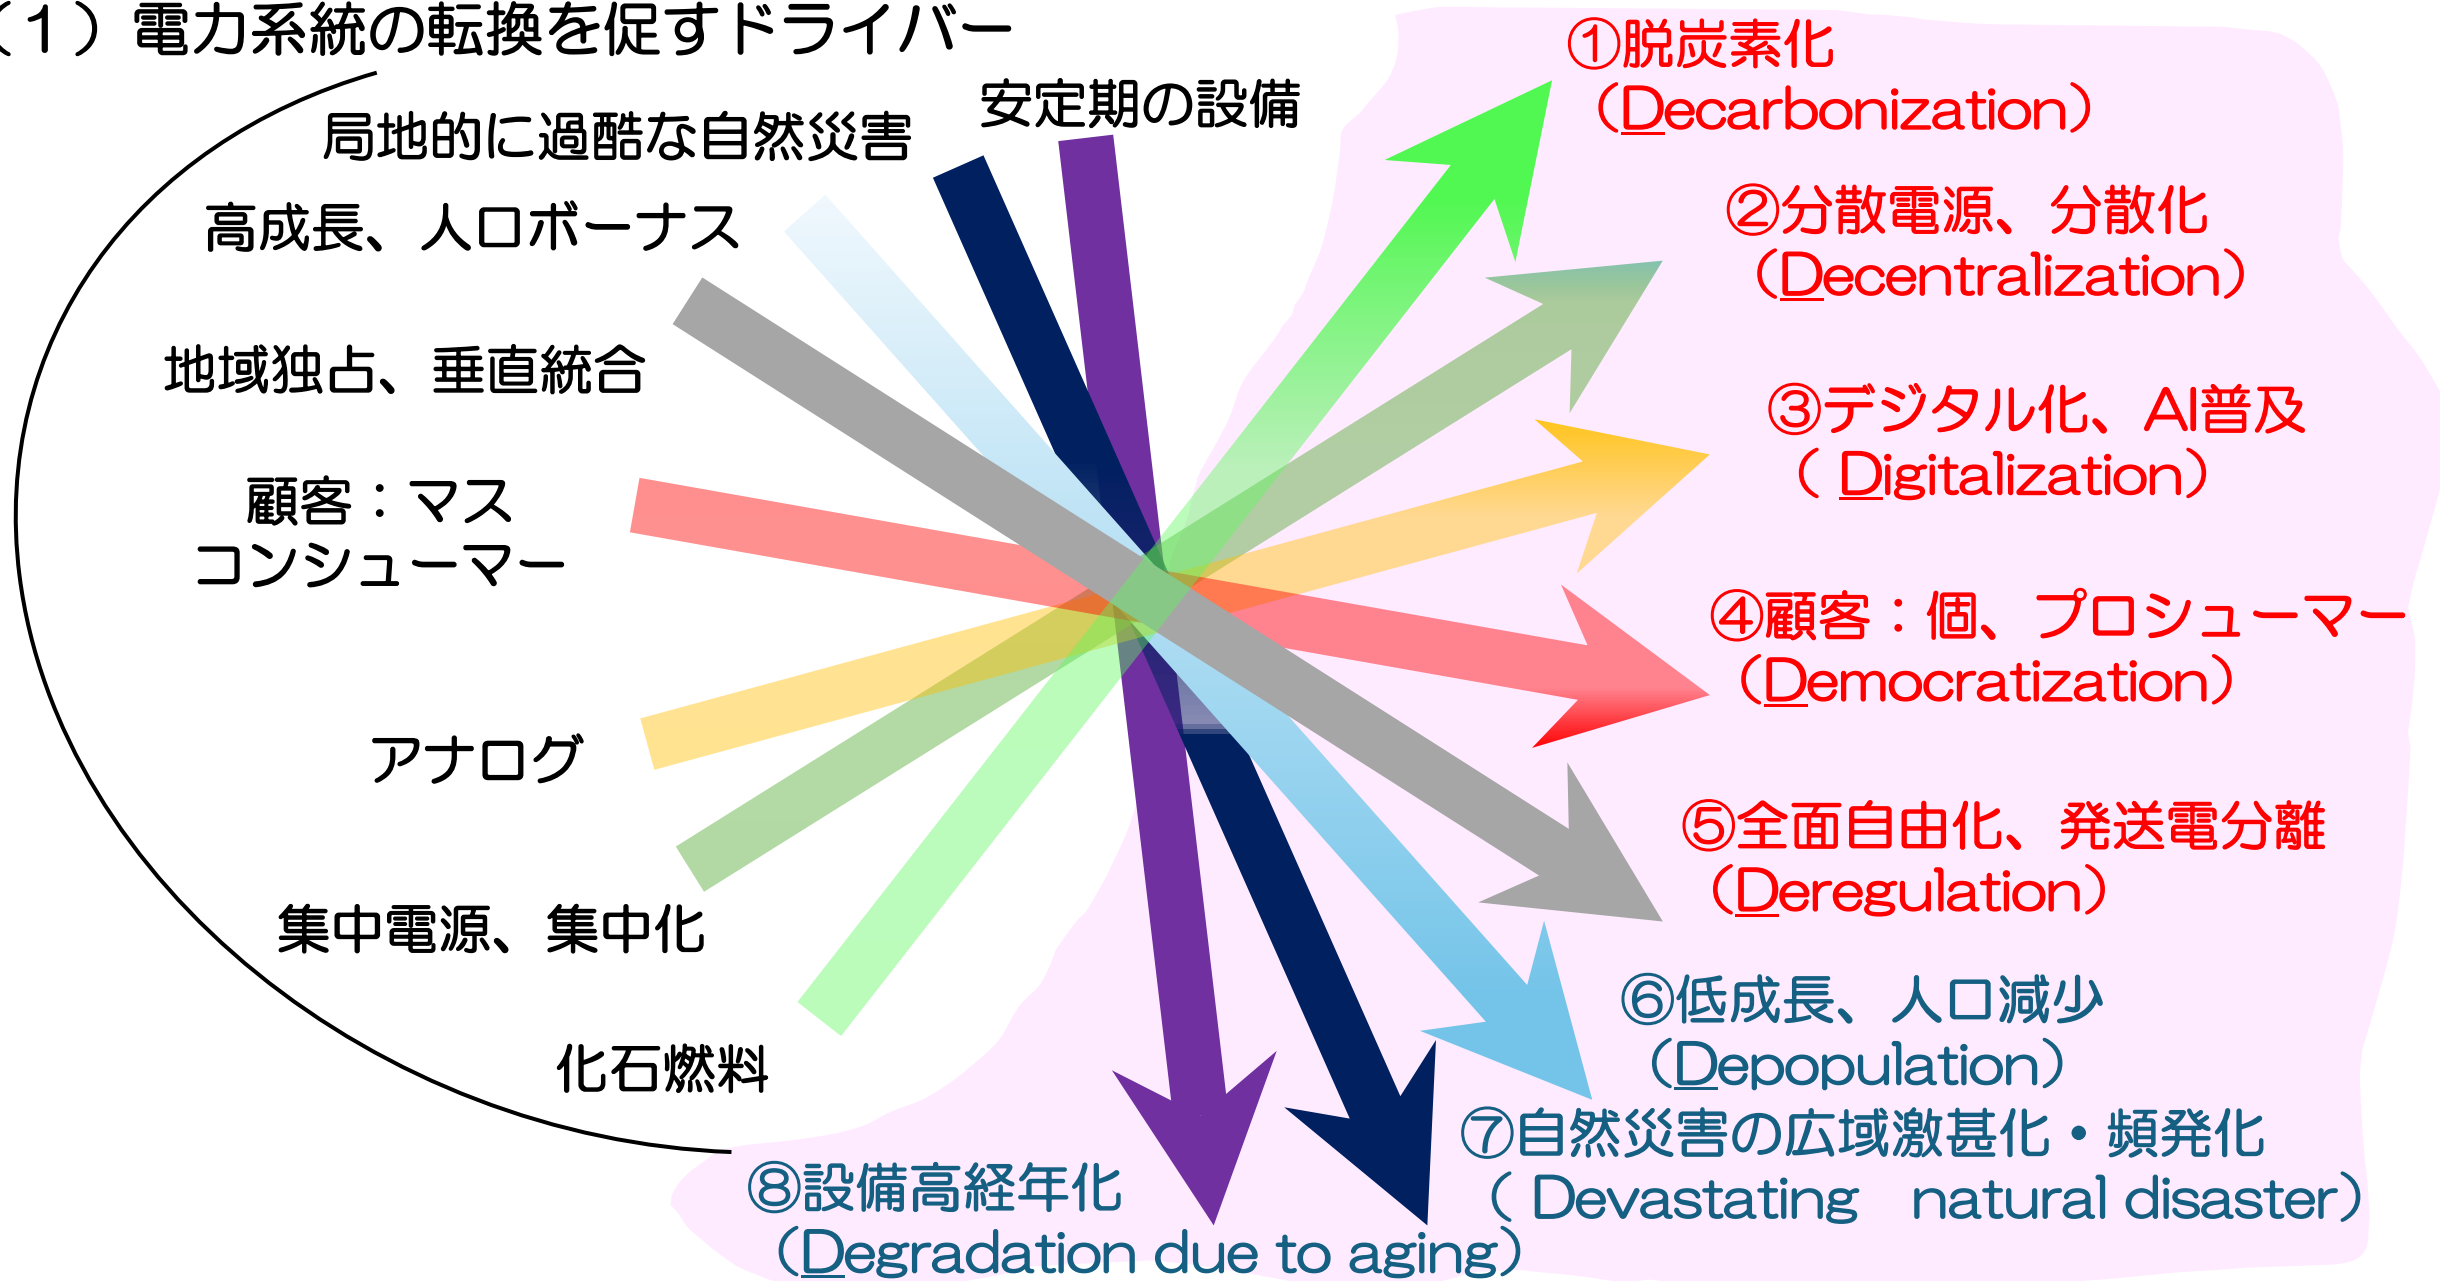 （１）電力系統の転換を促すドライバー
安定期の設備
局地的に過酷な自然災害
高成長、人口ボーナス
地域独占、垂直統合
顧客：マス
コンシューマー
アナログ
集中電源、集中化
化石燃料
①脱炭素化
（Decarbonization）
②分散電源、分散化
（Decentralization）
③デジタル化、AI普及
（ Digitalization）
④顧客：個、プロシューマー
（Democratization）
⑤全面自由化、発送電分離
（Deregulation）
⑥低成長、人口減少
（Depopulation）
⑦自然災害の広域激甚化・頻発化
（ Devastating　natural disaster）
⑧設備高経年化
（Degradation due to aging）